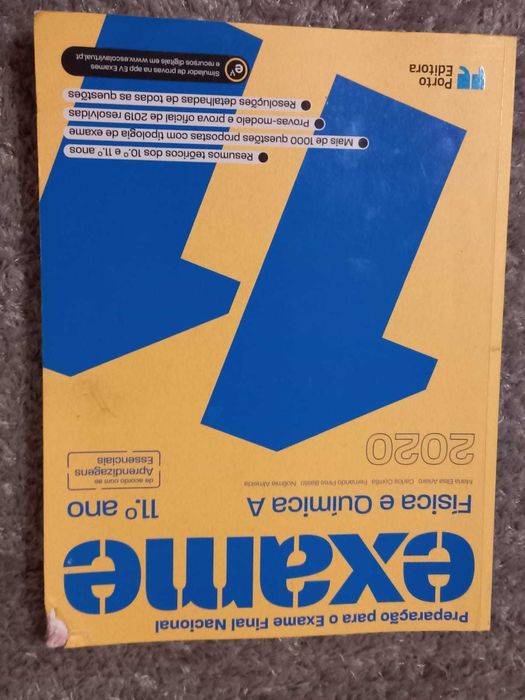 Preparação para o Exame Final Nacional
exame
Física e Química A
11.º ano
Maria Elisa Arieiro Carlos Corrêa Fernando Pires Basto Noémia Almeida
2020
de acordo com as
Aprendizagens
Essenciais
11
Resumos teóricos dos 10.º e 11.º anos
Mais de 1000 questões propostas com tipologia de exame
Provas-modelo e prova oficial de 2019 resolvidas
Resoluções detalhadas de todas as questões
eV
Simulador de provas na app EV Exames
e recursos digitais em www.escolavirtual.pt
Porto
Editora